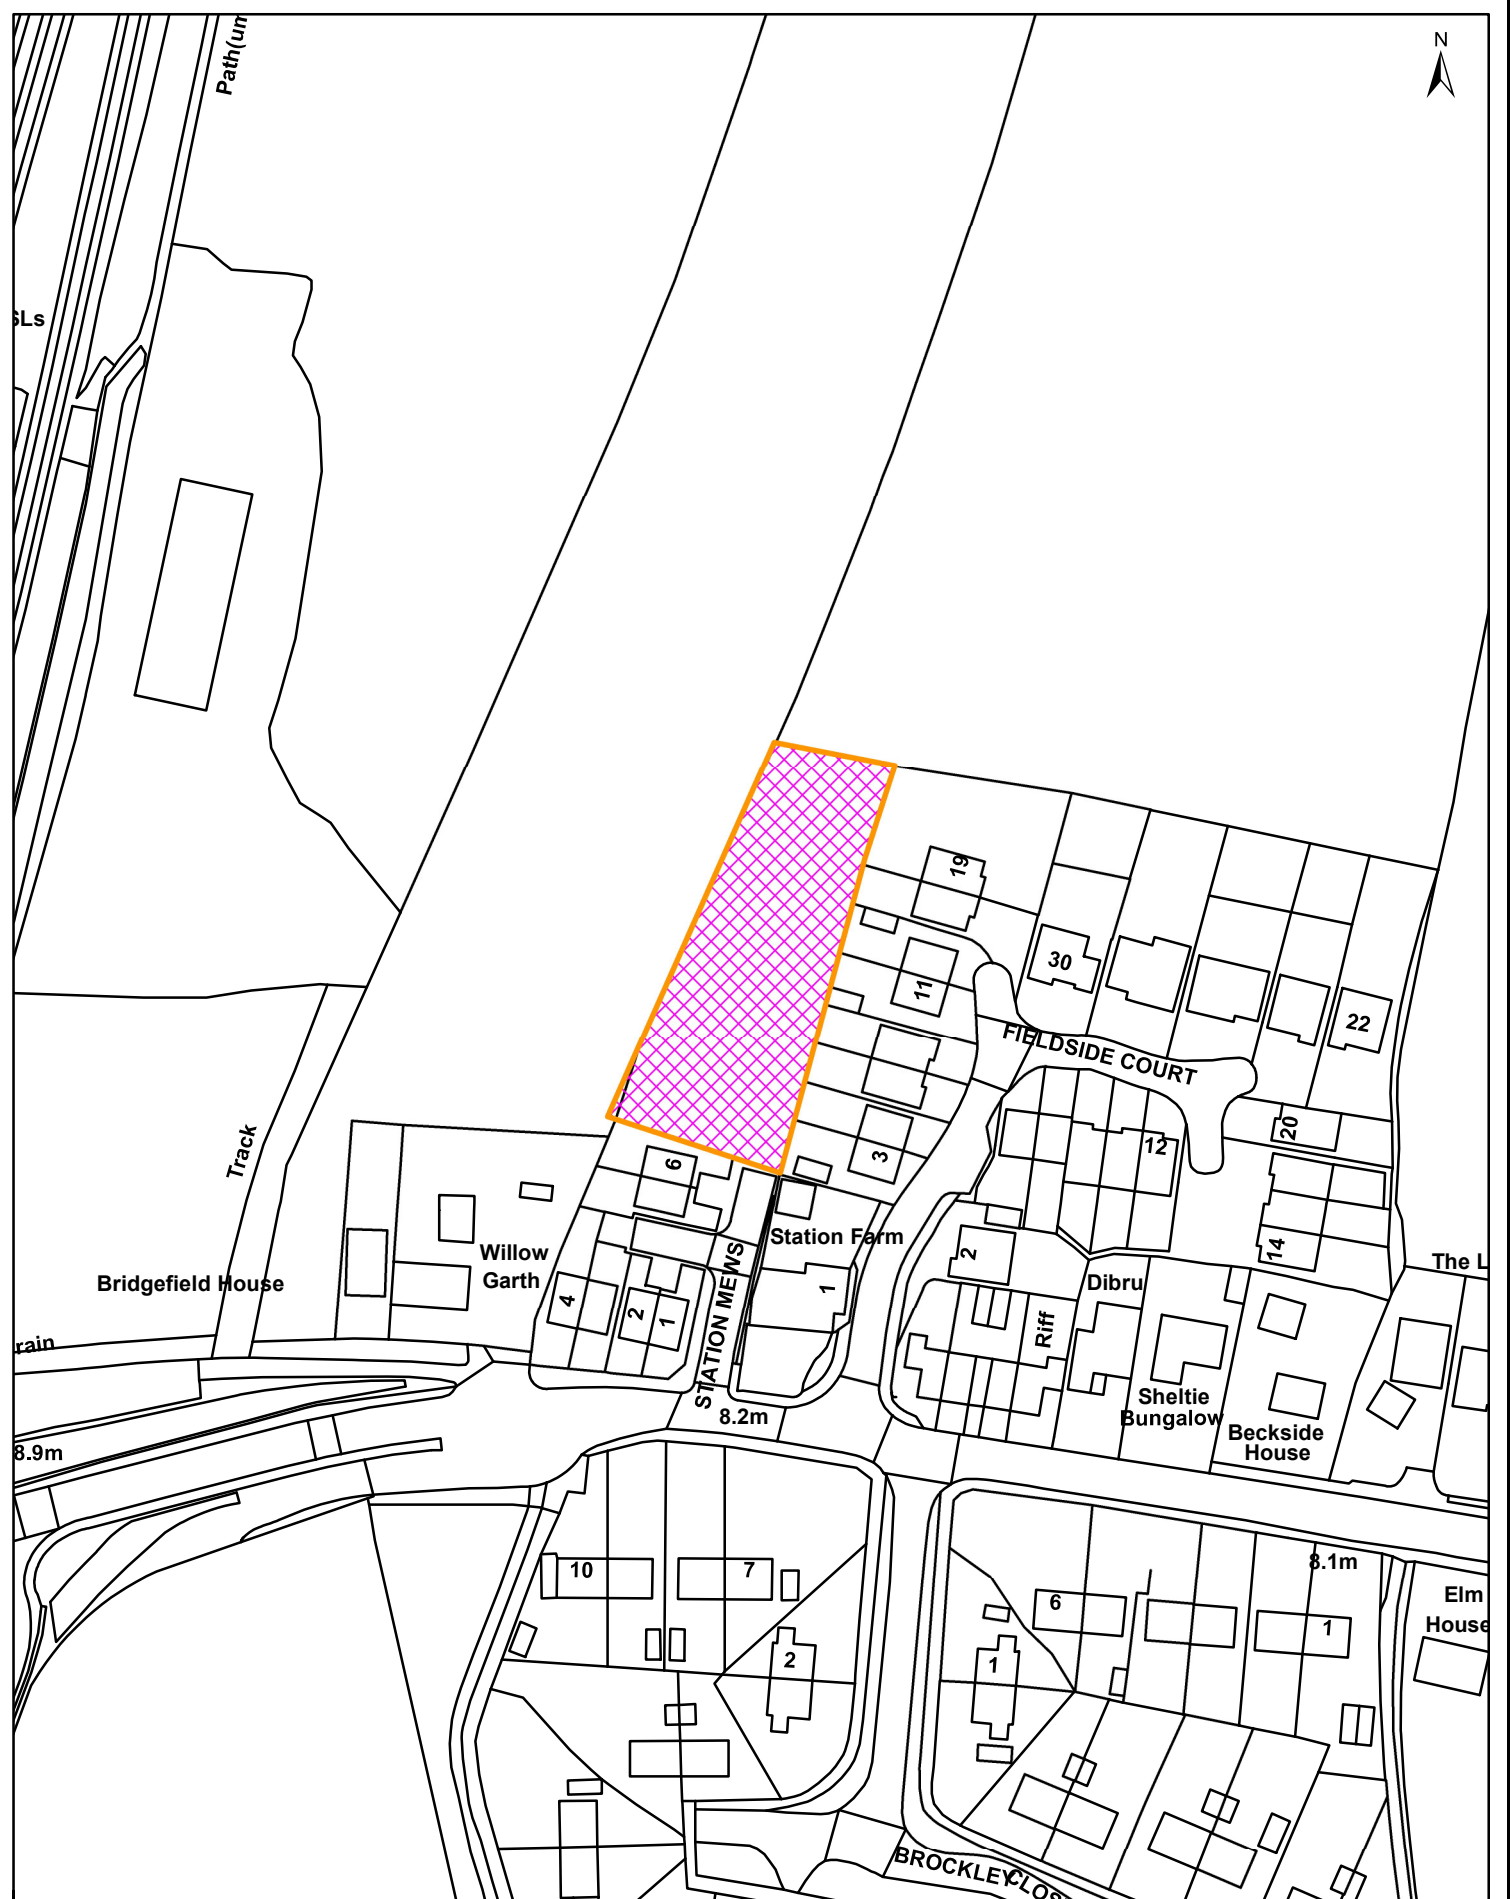 N
Path(um
SLs
19
30
11
22
FIELDSIDE COURT
20
12
3
6
Track
Station Farm
2
14
Willow
Garth
Bridgefield House
Dibru
The L
4
2
1
1
STATION MEWS
Riff
rain
Sheltie
Bungalow
8.2m
Beckside
House
8.9m
10
7
8.1m
6
1
Elm
House
2
1
BROCKLEY CLOS